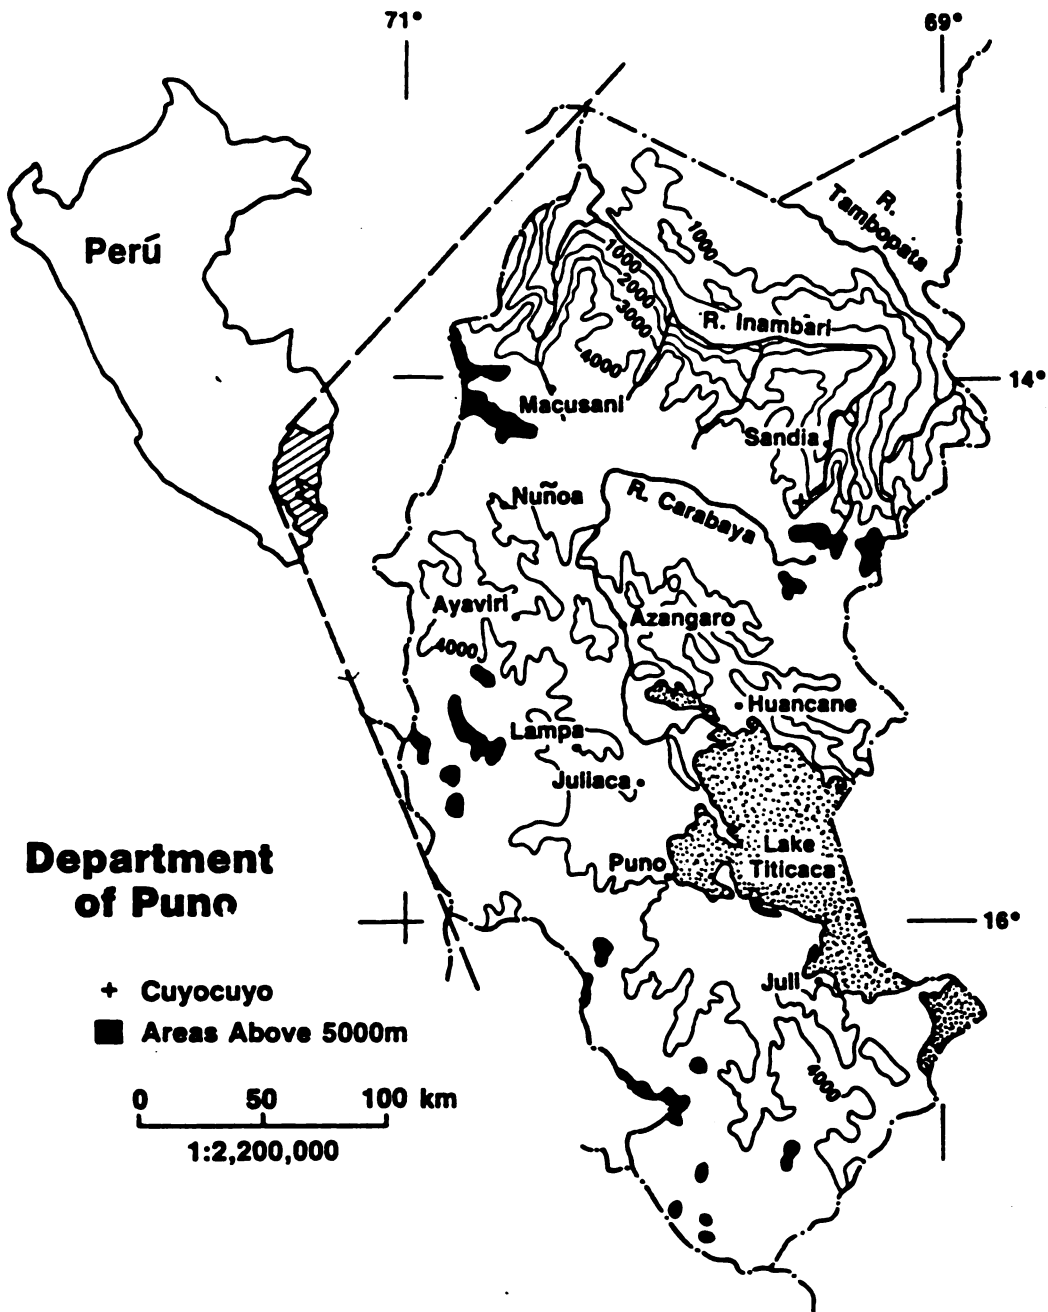 71°
69°
Perú
R.
Tambopata
1000
1000
2000
3000
4000
R. Inambari
14°
Macusani
Sandia
Nuñoa
R. Carabaya
Ayaviri
Azangaro
4000
Huancane
Lampa
Juliaca
Department
of Puno
Puno
Lake
Titicaca
16°
+ Cuyocuyo
Juli
Areas Above 5000m
4000
0 50 100 km
1:2,200,000